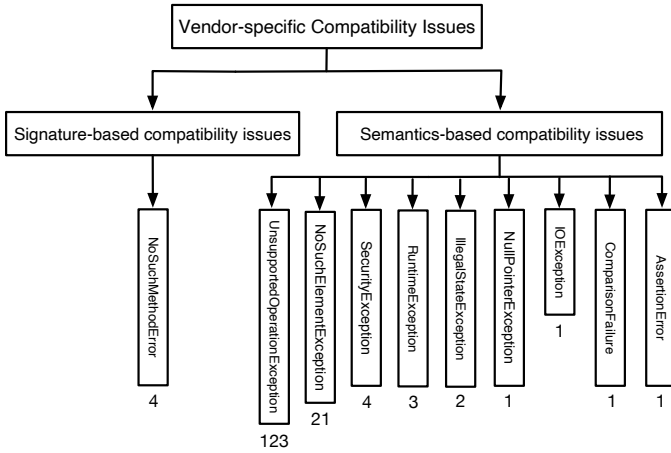 Vendor-specific Compatibility Issues
Signature-based compatibility issues
Semantics-based compatibility issues
NoSuchMethodError
UnsupportedOperationException
NoSuchElementException
SecurityException
RuntimeException
IllegalStateException
NullPointerException
IOException
ComparisonFailure
AssertionError
4
123
21
4
3
2
1
1
1
1